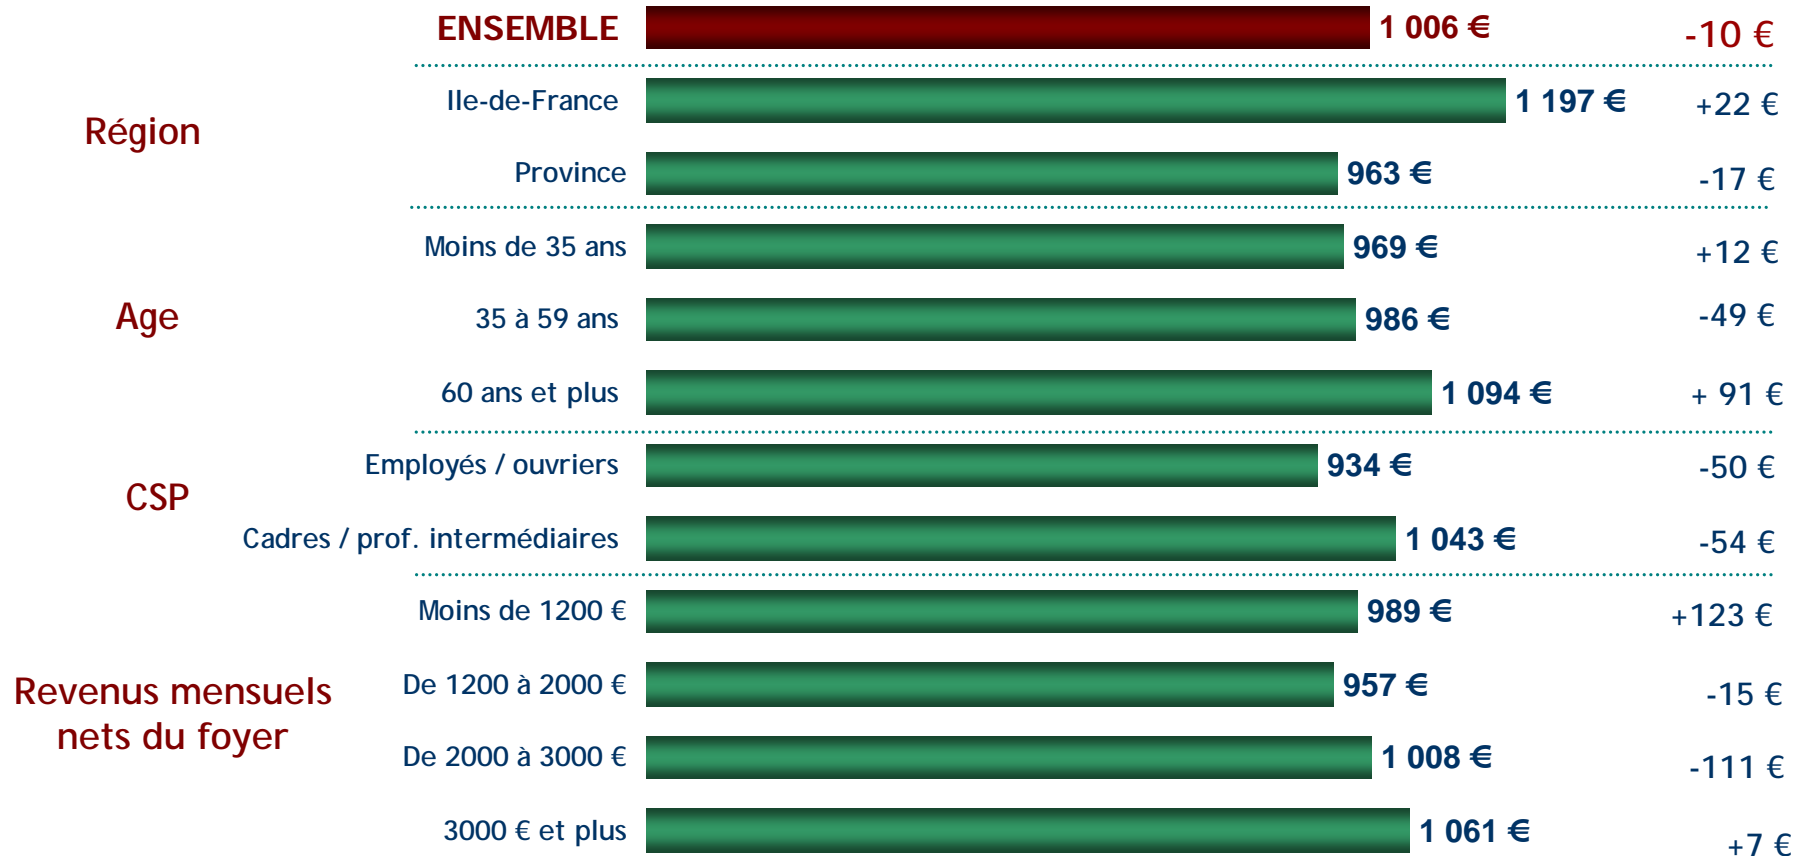 ENSEMBLE 1 006 € -10 €
Région
Ile-de-France 1 197 € +22 €
Province 963 € -17 €
Age
Moins de 35 ans 969 € +12 €
35 à 59 ans 986 € -49 €
60 ans et plus 1 094 € + 91 €
CSP
Employés / ouvriers 934 € -50 €
Cadres / prof. intermédiaires 1 043 € -54 €
Revenus mensuels
nets du foyer
Moins de 1200 € 989 € +123 €
De 1200 à 2000 € 957 € -15 €
De 2000 à 3000 € 1 008 € -111 €
3000 € et plus 1 061 € +7 €